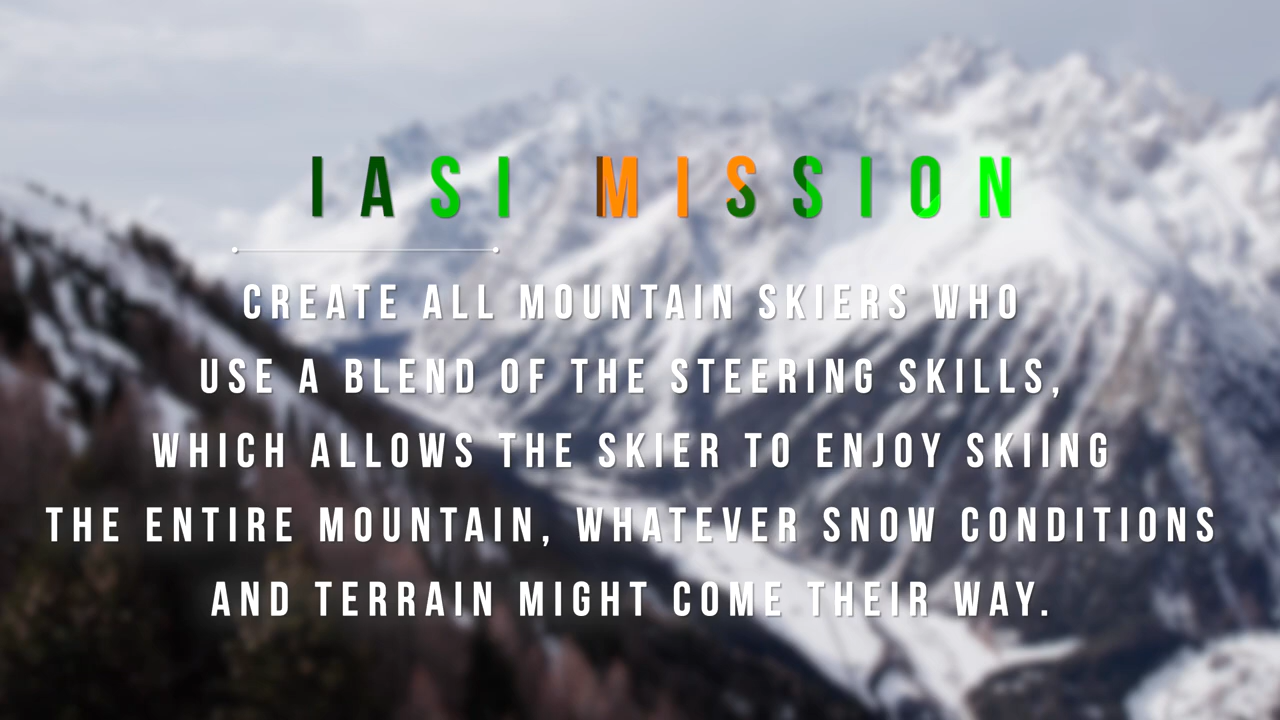 IASI MISSION
CREATE ALL MOUNTAIN SKIERS WHO
USE A BLEND OF THE STEERING SKILLS,
WHICH ALLOWS THE SKIER TO ENJOY SKIING
THE ENTIRE MOUNTAIN, WHATEVER SNOW CONDITIONS
AND TERRAIN MIGHT COME THEIR WAY.